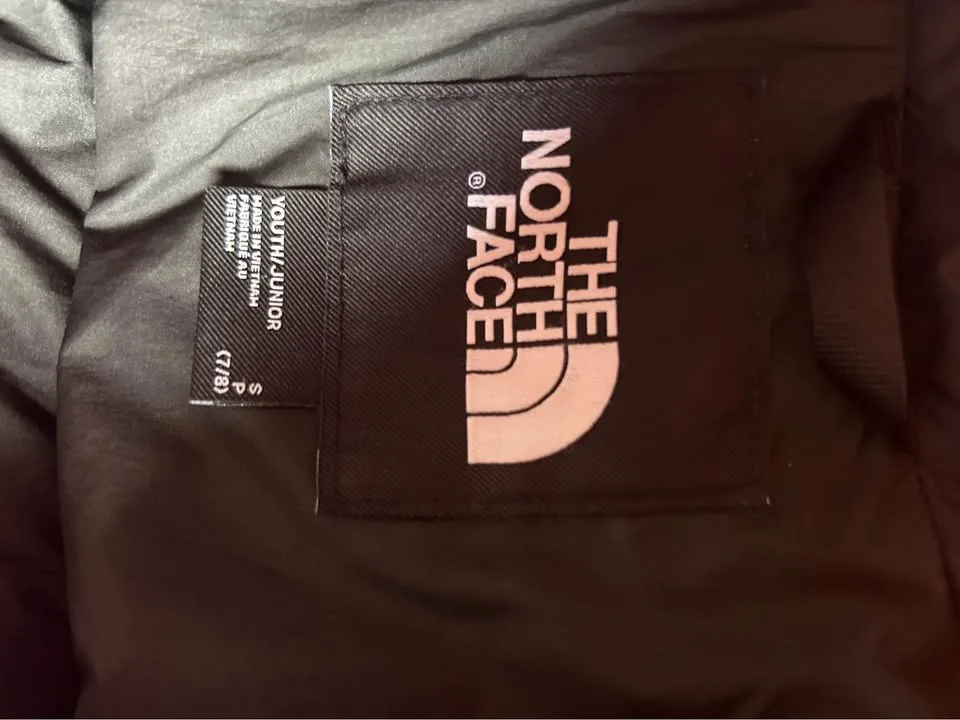 THE
NORTH
FACE®
YOUTH/JUNIOR S
MADE IN VIETNAM P
FABRIQUÉ AU (7/8)
VIETNAM